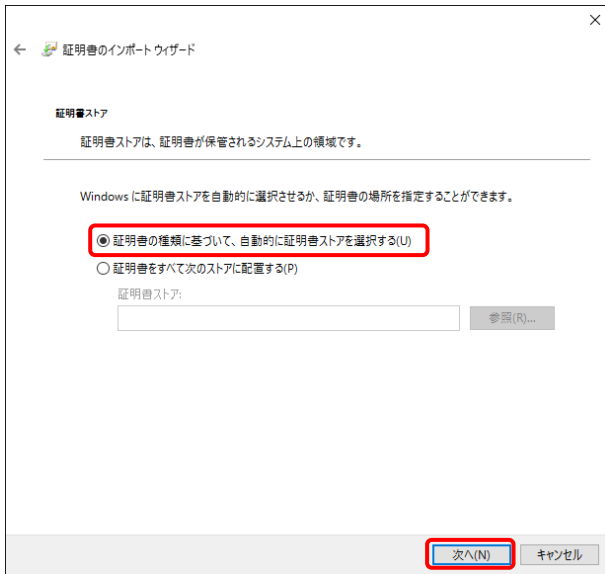 証明書のインポート ウィザード
証明書ストア
証明書ストアは、証明書が保管されるシステム上の領域です。
Windows に証明書ストアを自動的に選択させるか、証明書の場所を指定することができます。
証明書の種類に基づいて、自動的に証明書ストアを選択する(U)
証明書をすべて次のストアに配置する(P)
証明書ストア:
参照(R)...
次へ(N) キャンセル